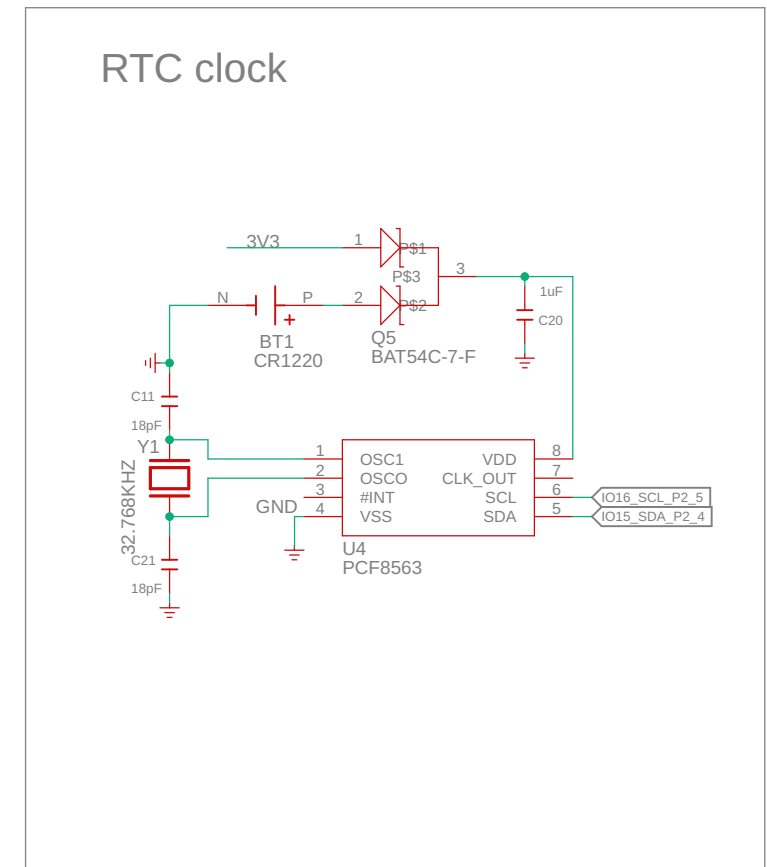 RTC clock
3V3
1
P$1
P$3
3
N
P
2
P$2
1uF
C20
BT1
CR1220
Q5
BAT54C-7-F
C11
18pF
Y1
32.768KHZ
1
OSC1
VDD
8
2
OSCO
CLK_OUT
7
3
#INT
SCL
6
IO16_SCL_P2_5
GND
4
VSS
SDA
5
IO15_SDA_P2_4
U4
PCF8563
C21
18pF